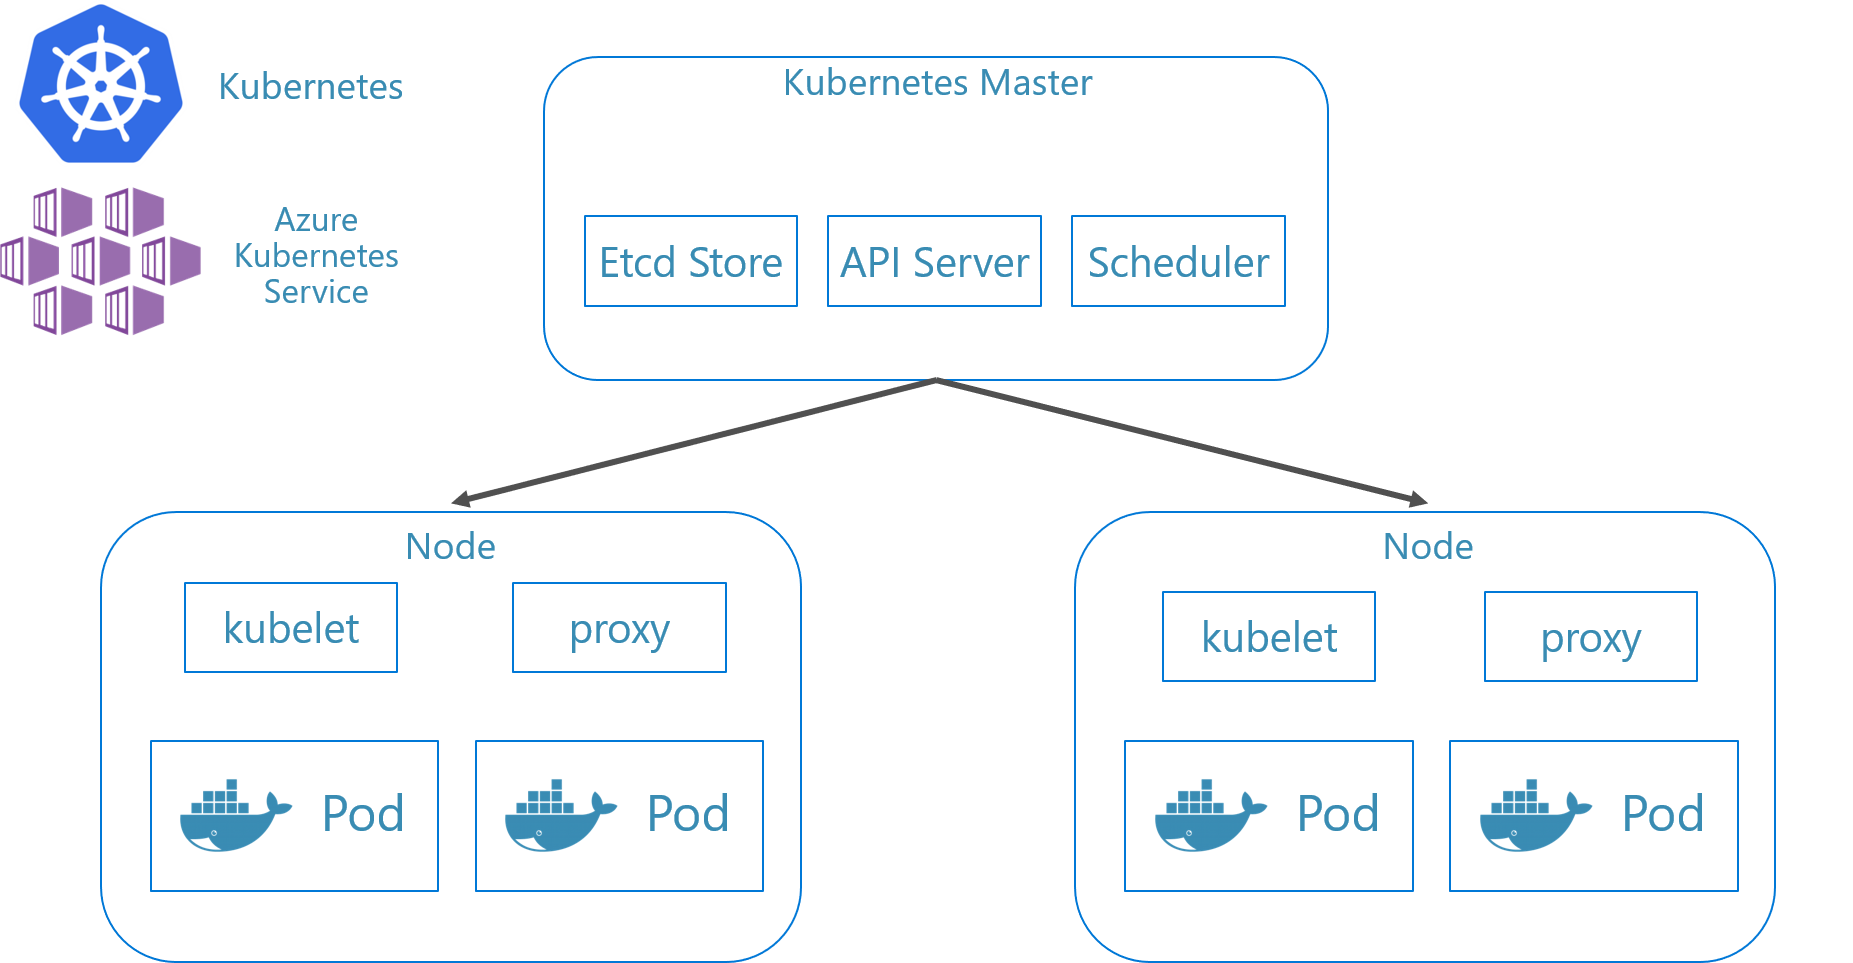 Kubernetes
Azure
Kubernetes
Service
Kubernetes Master
Etcd Store
API Server
Scheduler
Node
kubelet
proxy
Pod
Pod
Node
kubelet
proxy
Pod
Pod